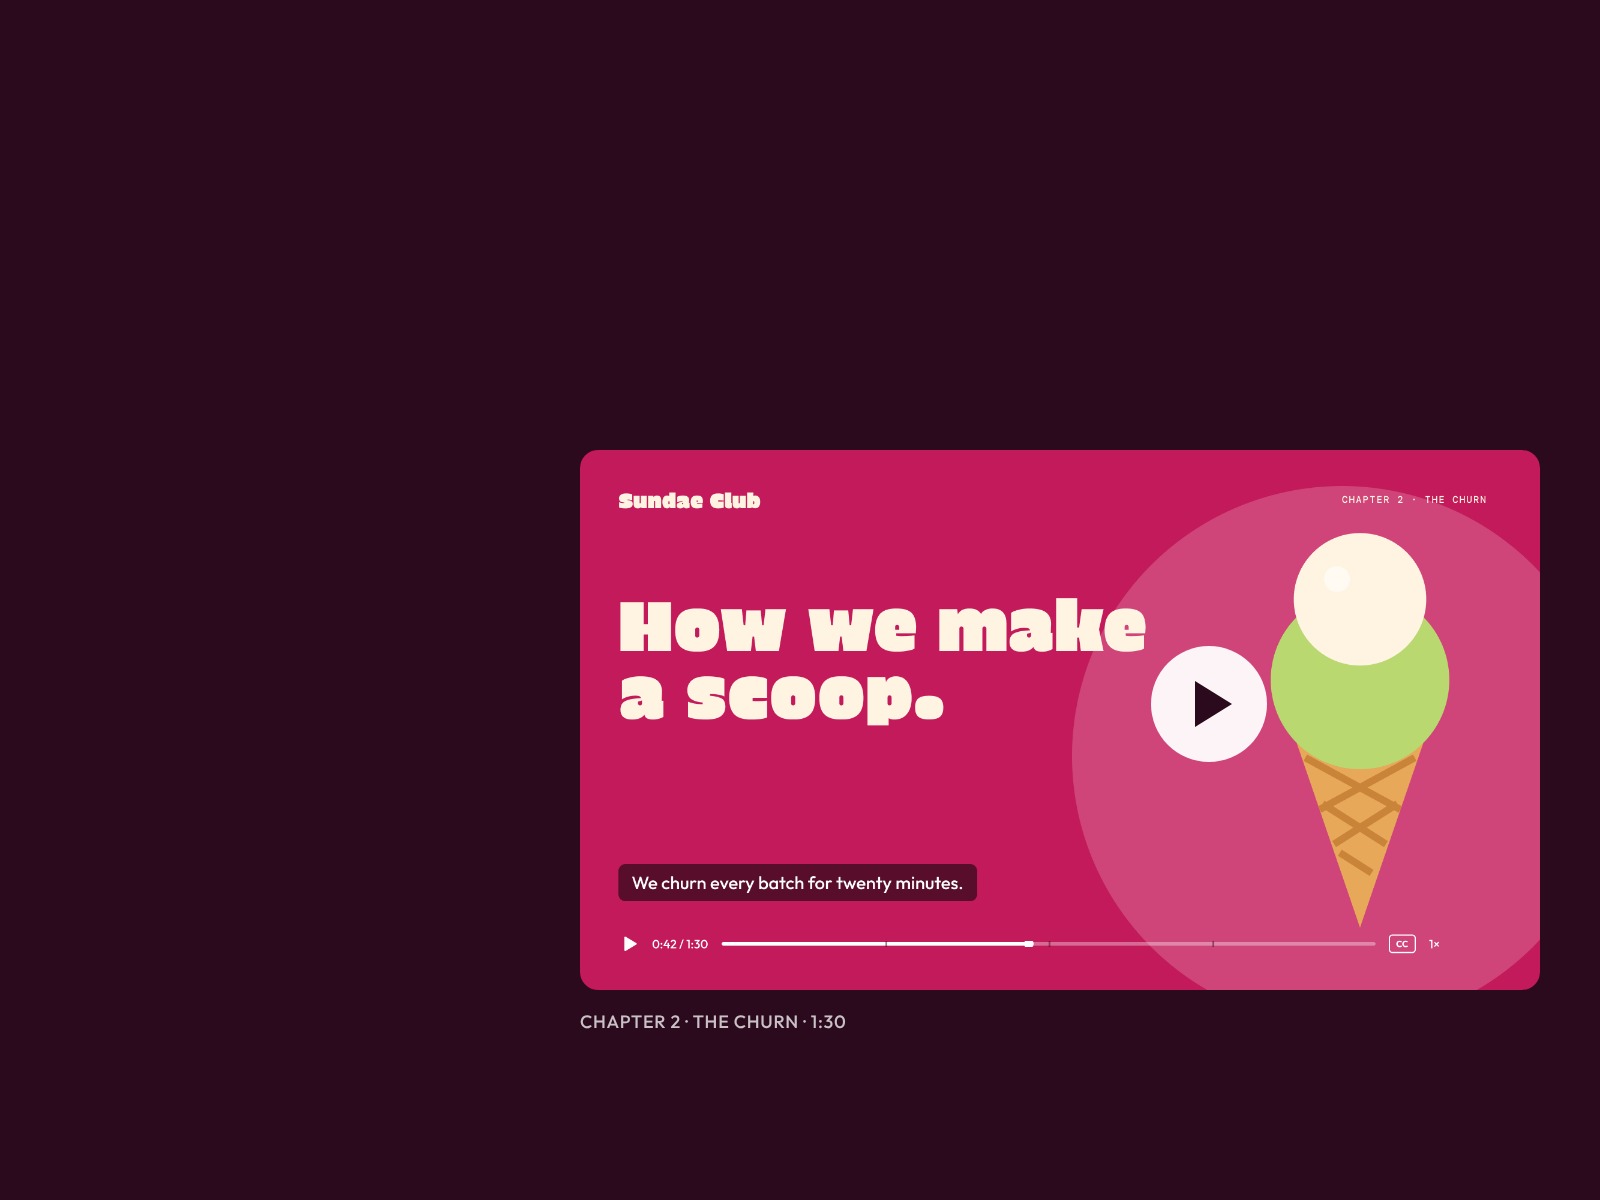 Sundae Club
CHAPTER 2 · THE CHURN
How we make
a scoop.
We churn every batch for twenty minutes.
0:42 / 1:30
CC
1×
CHAPTER 2 · THE CHURN · 1:30